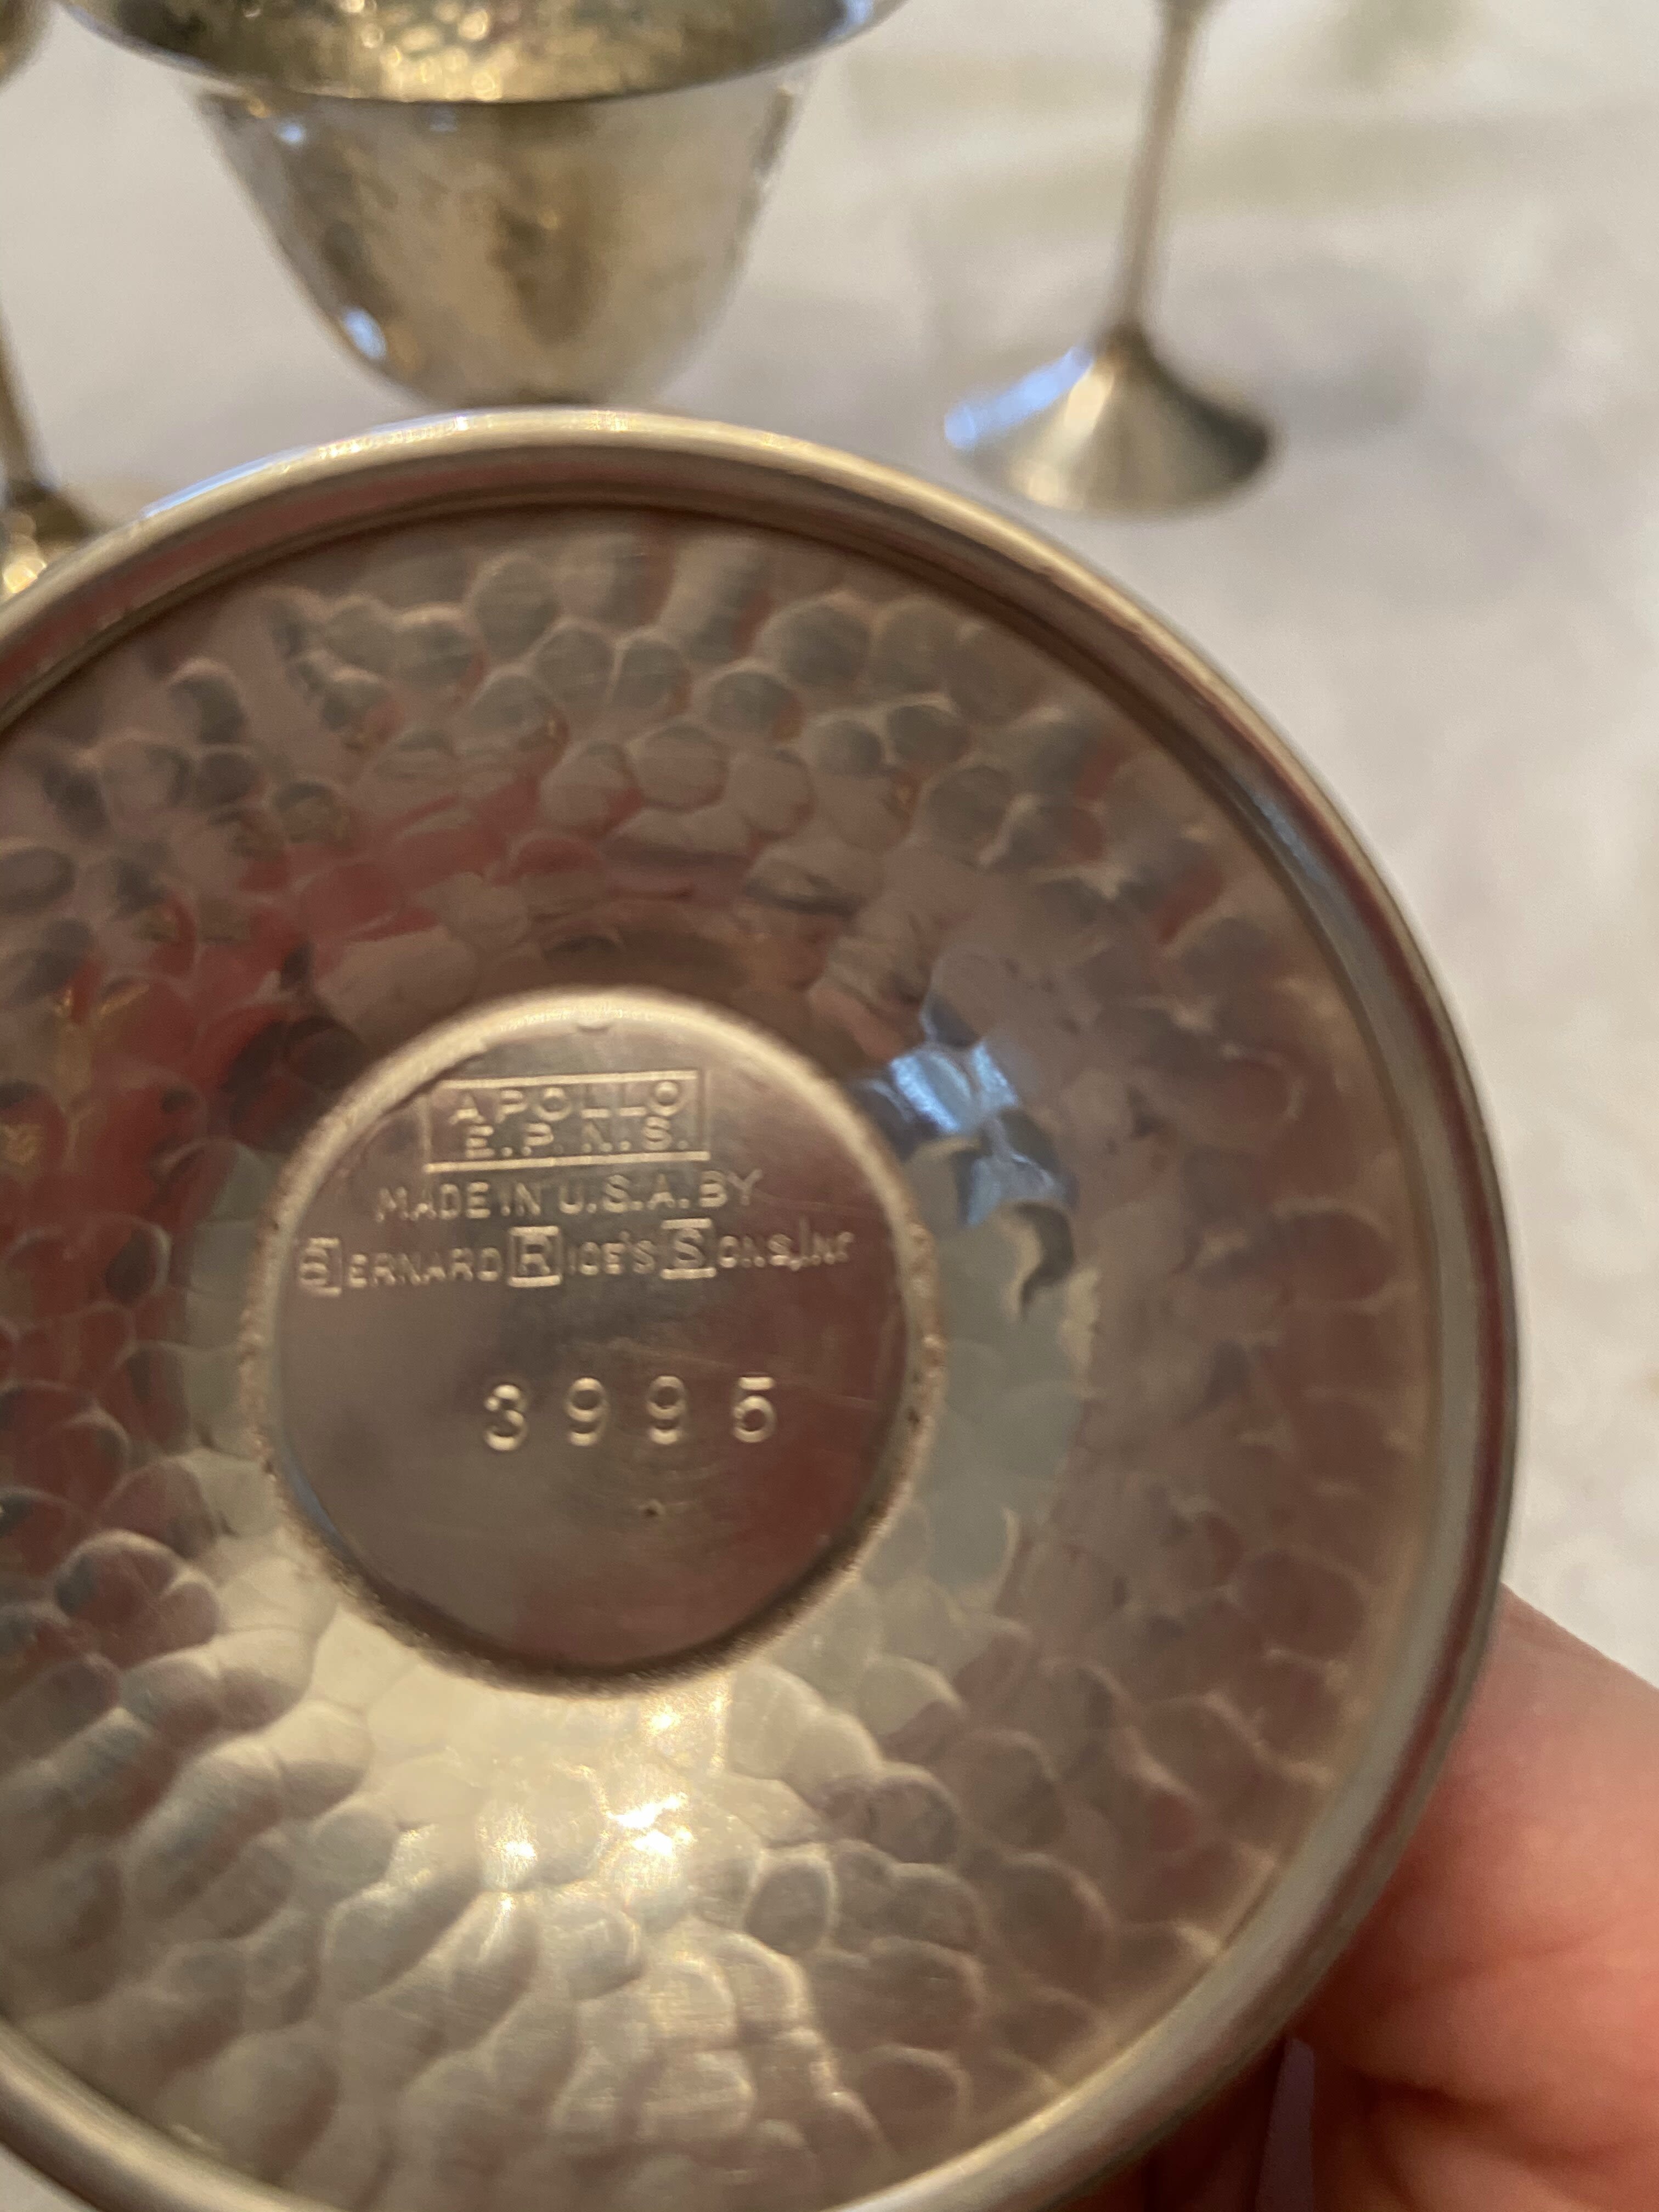 APOLLO
E.P.N.S.
MADE IN U.S.A. BY
BERNARD RICE'S SONS, INC
3995